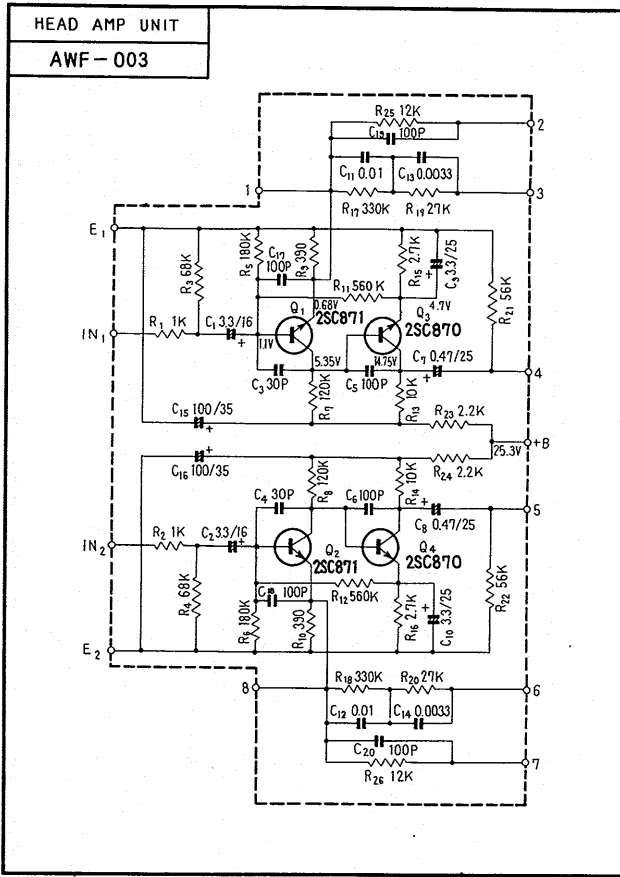 HEAD AMP UNIT
AWF-003
R25 12K
2
C19 100P
C11 0.01
C13 0.0033
1
3
R17 330K
R19 27K
E1
R3 68K
R5 180K
C17 100P
R9 390
R15 2.7K
C9 3.3/25
+
R11 560K
R21 56K
Q1
0.68V
2SC871
Q3
4.7V
2SC870
IN1
R1 1K
C1 3.3/16
+
1.1V
5.35V
14.75V
C7 0.47/25
+
4
C3 30P
C5 100P
R7 120K
R13 10K
C15 100/35
+
R23 2.2K
+B
25.3V
C16 100/35
+
R24 2.2K
R8 120K
R14 10K
C4 30P
C6 100P
+
C8 0.47/25
5
IN2
R2 1K
C2 3.3/16
+
Q2
2SC871
Q4
2SC870
R4 68K
C18 100P
R12 560K
R22 56K
R6 180K
R10 390
R16 2.7K
+
C10 3.3/25
E2
8
R18 330K
R20 27K
6
C12 0.01
C14 0.0033
C20 100P
7
R26 12K